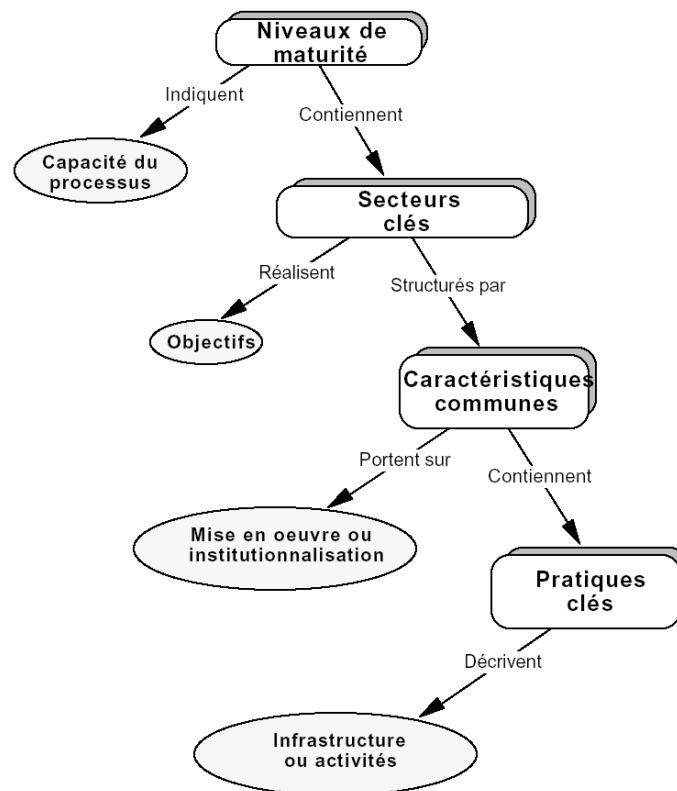 Niveaux de
maturité
Indiquent
Contiennent
Capacité du
processus
Secteurs
clés
Réalisent
Structurés par
Objectifs
Caractéristiques
communes
Portent sur
Contiennent
Mise en oeuvre ou
institutionnalisation
Pratiques
clés
Décrivent
Infrastructure
ou activités